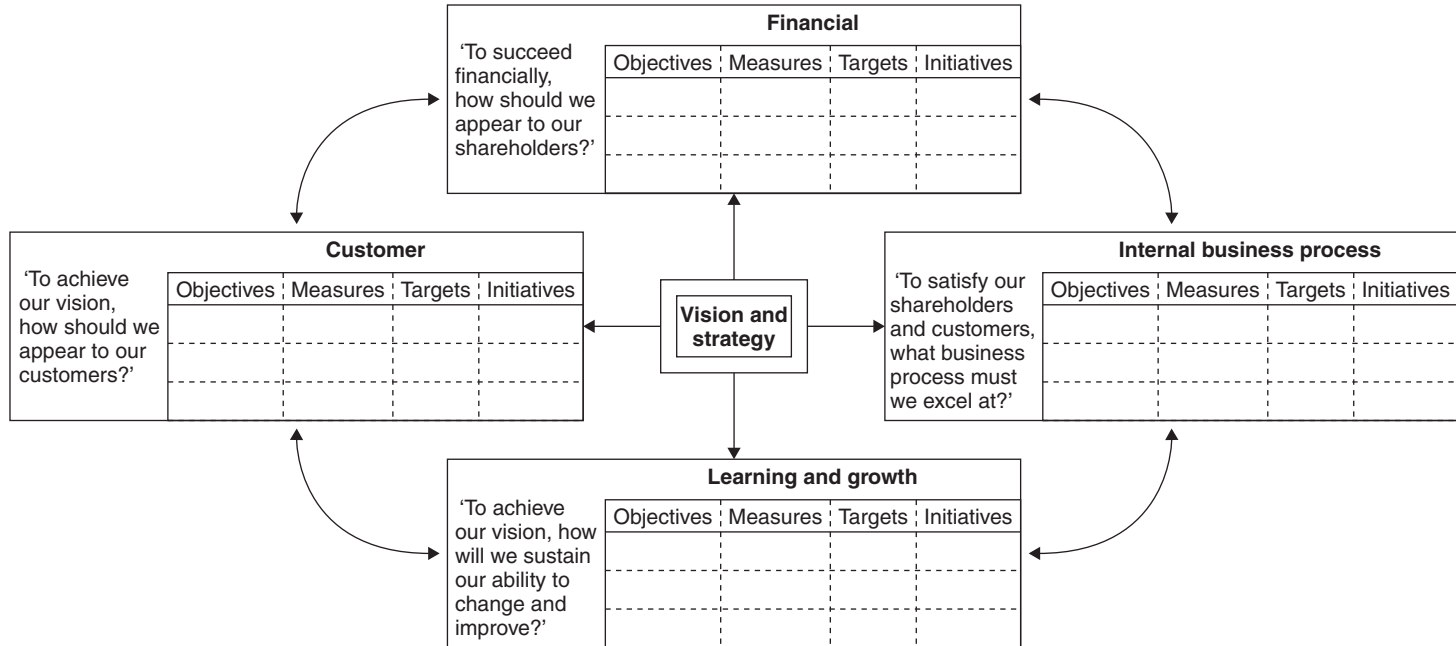 Financial
‘To succeed
financially,
how should we
appear to our
shareholders?’
Objectives Measures Targets Initiatives
Customer
‘To achieve
our vision,
how should we
appear to our
customers?’
Objectives Measures Targets Initiatives
Vision and
strategy
Internal business process
‘To satisfy our
shareholders
and customers,
what business
process must
we excel at?’
Objectives Measures Targets Initiatives
Learning and growth
‘To achieve
our vision, how
will we sustain
our ability to
change and
improve?’
Objectives Measures Targets Initiatives